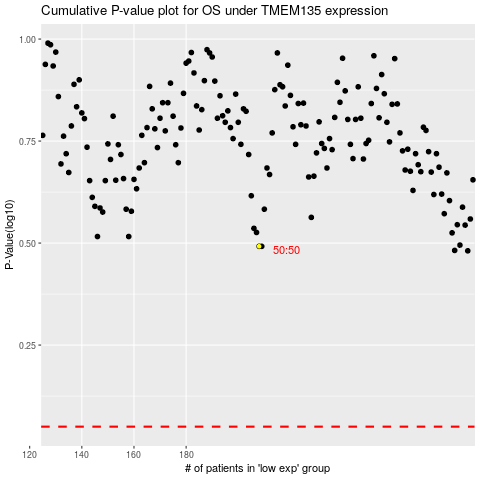 Cumulative P-value plot for OS under TMEM135 expression
1.00
0.75
0.50
0.25
P-Value(log10)
50:50
120 140 160 180
# of patients in 'low exp' group